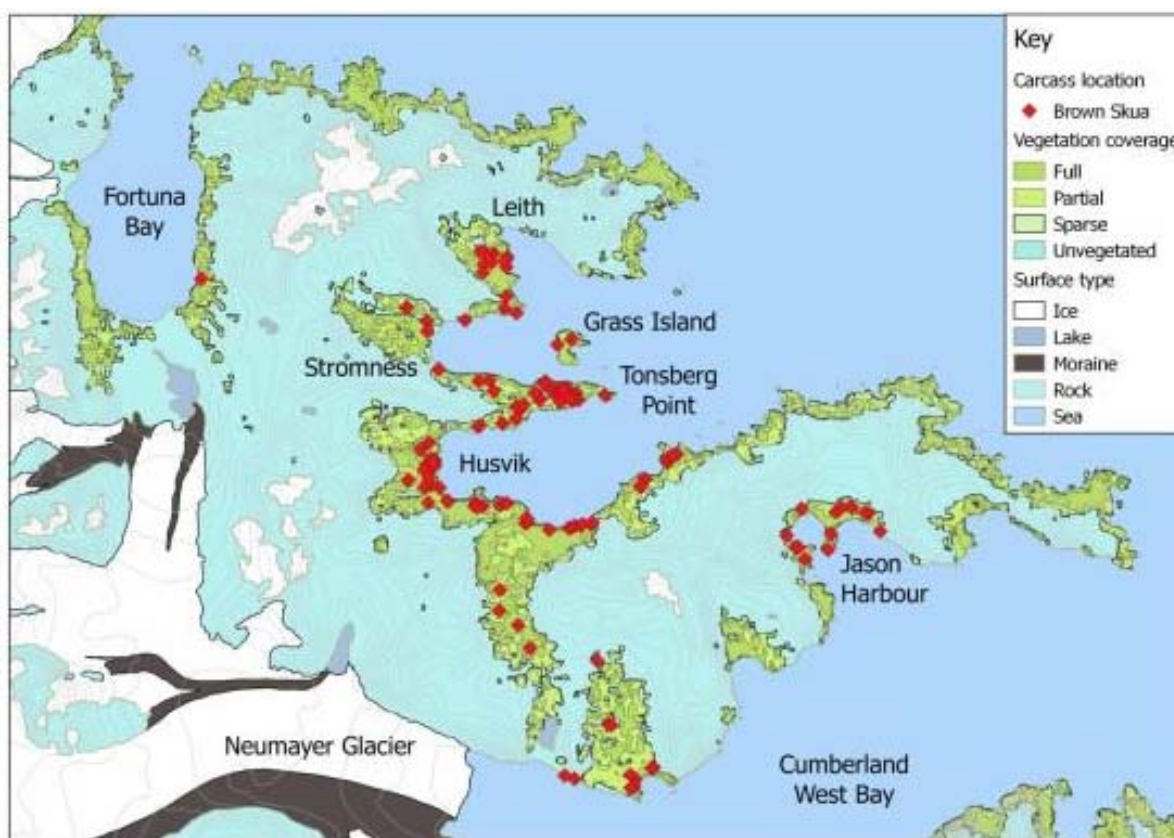 Key
Carcass location
Brown Skua
Vegetation coverage
Full
Partial
Sparse
Unvegetated
Surface type
Ice
Lake
Moraine
Rock
Sea
Fortuna
Bay
Leith
Grass Island
Stromness
Tonsberg
Point
Husvik
Jason
Harbour
Neumayer Glacier
Cumberland
West Bay